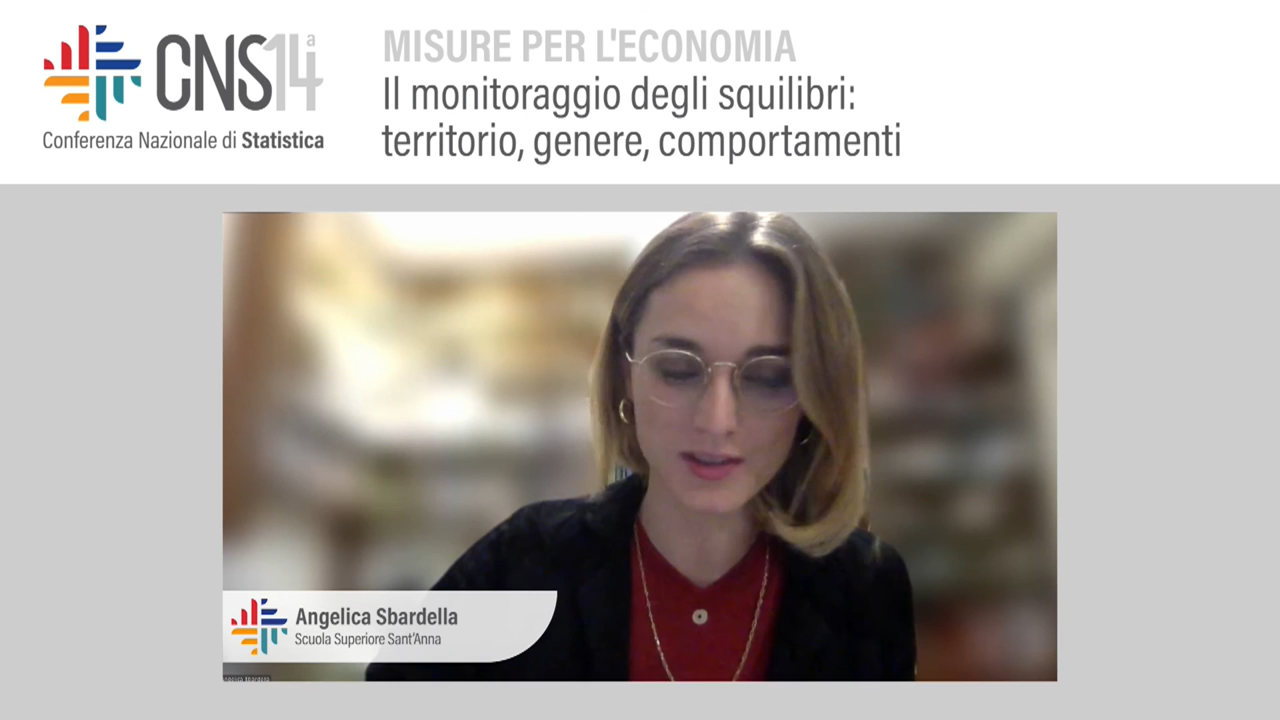 CNS14ª
Conferenza Nazionale di Statistica
MISURE PER L'ECONOMIA
Il monitoraggio degli squilibri:
territorio, genere, comportamenti
Angelica Sbardella
Scuola Superiore Sant'Anna